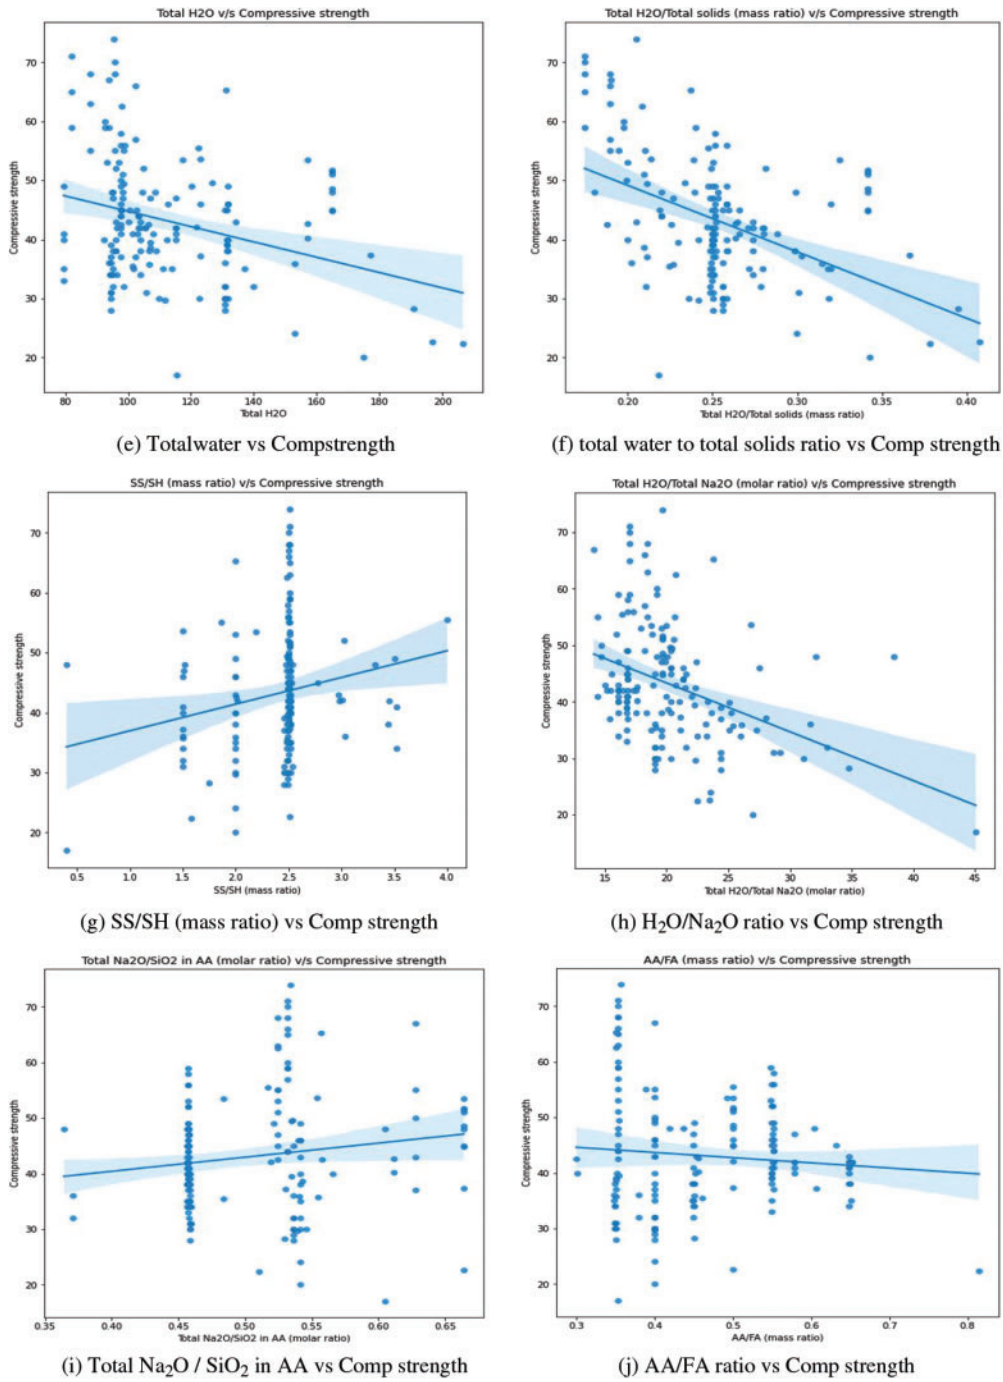 Total H2O v/s Compressive strength
Compressive strength
70
60
50
40
30
20
80 100 120 140 160 180 200
Total H2O
(e) Totalwater vs Compstrength
Total H2O/Total solids (mass ratio) v/s Compressive strength
Compressive strength
70
60
50
40
30
20
0.20 0.25 0.30 0.35 0.40
Total H2O/Total solids (mass ratio)
(f) total water to total solids ratio vs Comp strength
SS/SH (mass ratio) v/s Compressive strength
Compressive strength
70
60
50
40
30
20
0.5 1.0 1.5 2.0 2.5 3.0 3.5 4.0
SS/SH (mass ratio)
(g) SS/SH (mass ratio) vs Comp strength
Total H2O/Total Na2O (molar ratio) v/s Compressive strength
Compressive strength
70
60
50
40
30
20
15 20 25 30 35 40 45
Total H2O/Total Na2O (molar ratio)
(h) H₂O/Na₂O ratio vs Comp strength
Total Na2O/SiO2 in AA (molar ratio) v/s Compressive strength
Compressive strength
70
60
50
40
30
20
0.35 0.40 0.45 0.50 0.55 0.60 0.65
Total Na2O/SiO2 in AA (molar ratio)
(i) Total Na₂O / SiO₂ in AA vs Comp strength
AA/FA (mass ratio) v/s Compressive strength
Compressive strength
70
60
50
40
30
20
0.3 0.4 0.5 0.6 0.7 0.8
AA/FA (mass ratio)
(j) AA/FA ratio vs Comp strength